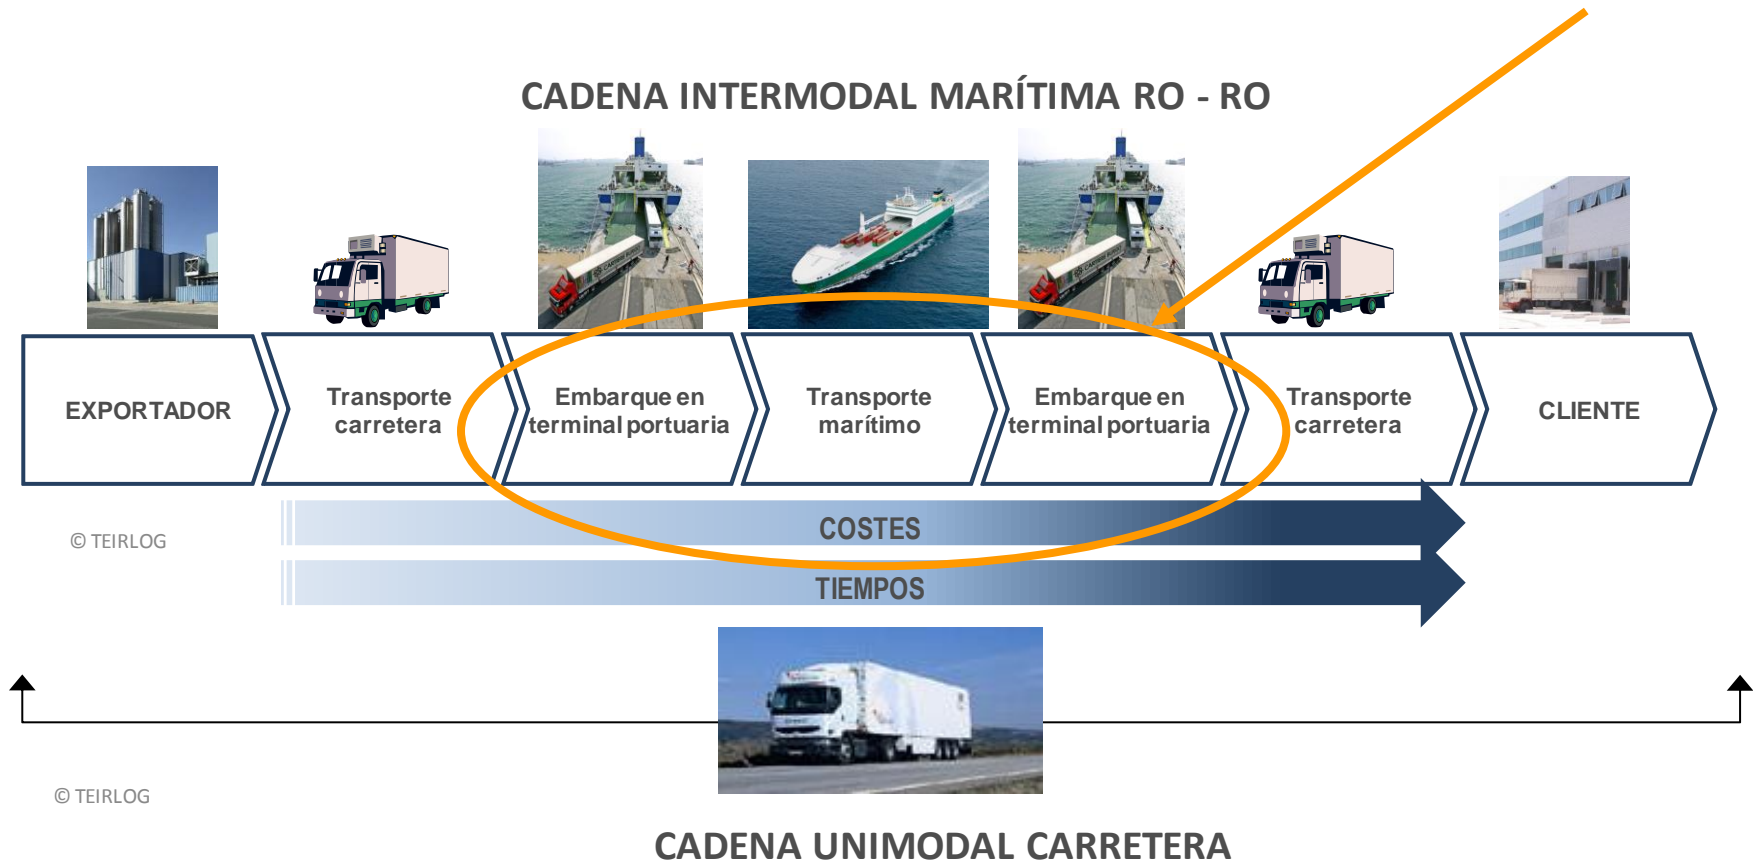 CADENA INTERMODAL MARÍTIMA RO - RO
EXPORTADOR
Transporte
carretera
Embarque en
terminal portuaria
Transporte
marítimo
Embarque en
terminal portuaria
Transporte
carretera
CLIENTE
COSTES
© TEIRLOG
TIEMPOS
© TEIRLOG
CADENA UNIMODAL CARRETERA